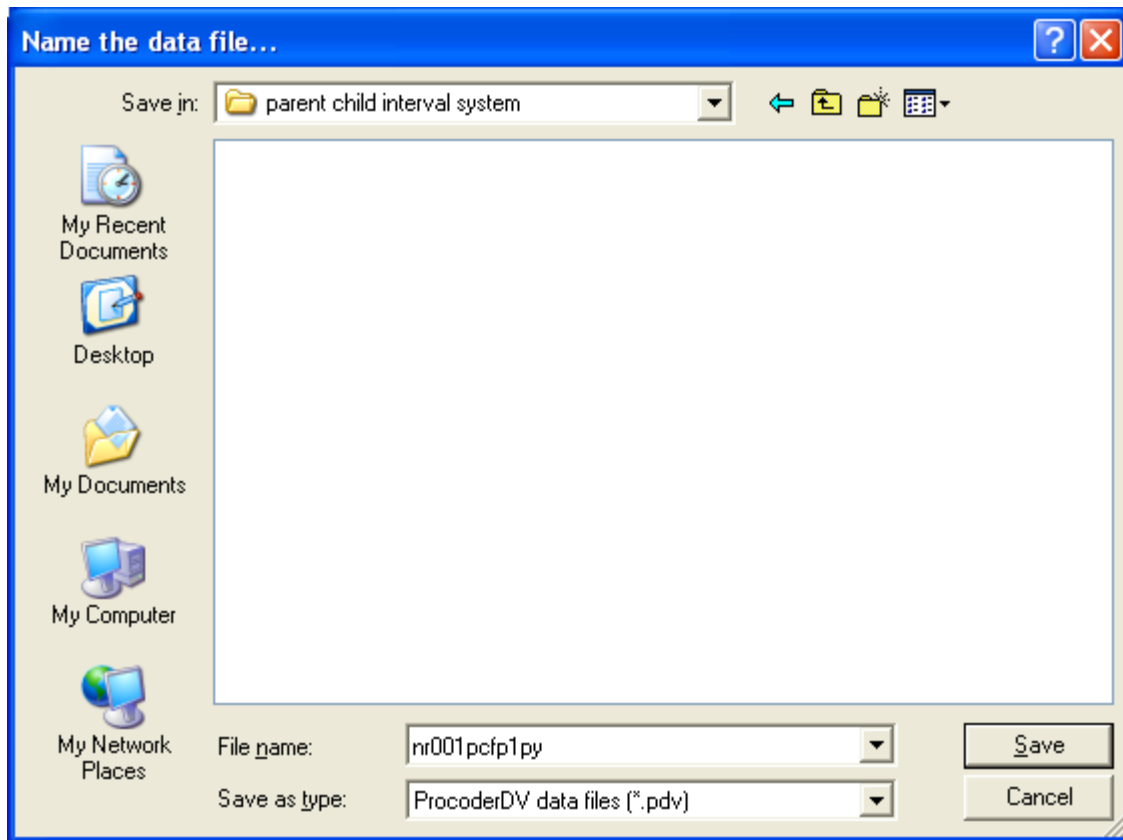 Name the data file...
Save in:
parent child interval system
My Recent
Documents
Desktop
My Documents
My Computer
My Network
Places
File name:
nr001pcfp1py
Save
Save as type:
ProcoderDV data files (*.pdv)
Cancel